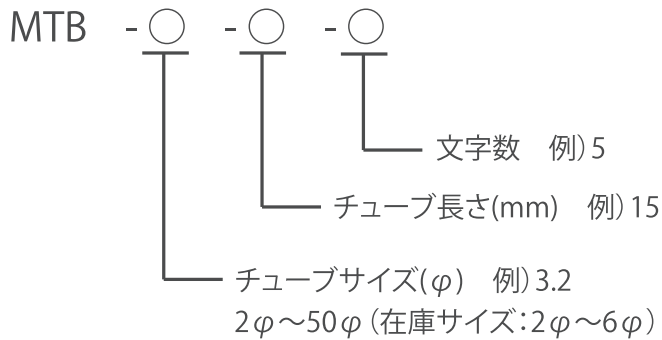 MTB -○ -○ -○
文字数　例）5
チューブ長さ(mm)　例）15
チューブサイズ(φ)　例）3.2
2φ～50φ（在庫サイズ：2φ～6φ）